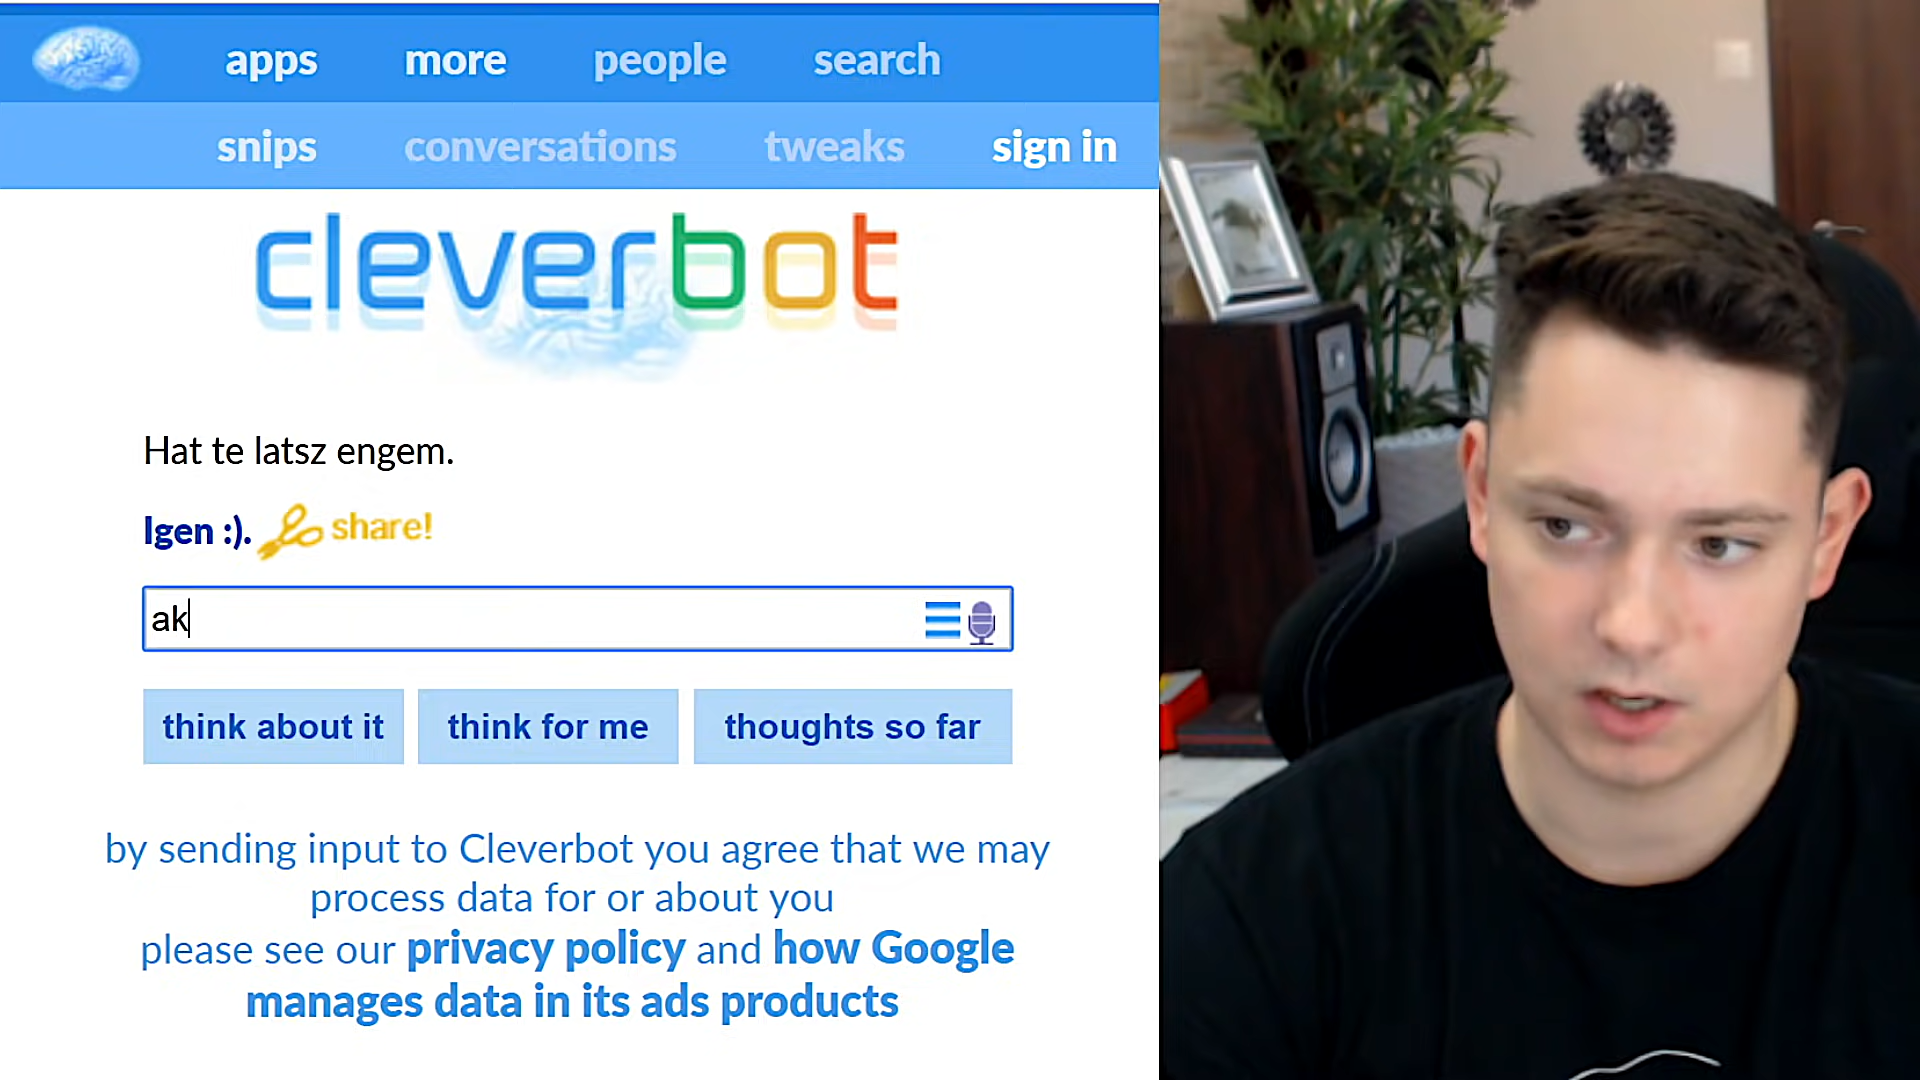 apps more people search
snips conversations tweaks sign in
cleverbot
Hat te latsz engem.
Igen :). share!
ak
think about it think for me thoughts so far
by sending input to Cleverbot you agree that we may
process data for or about you
please see our privacy policy and how Google
manages data in its ads products